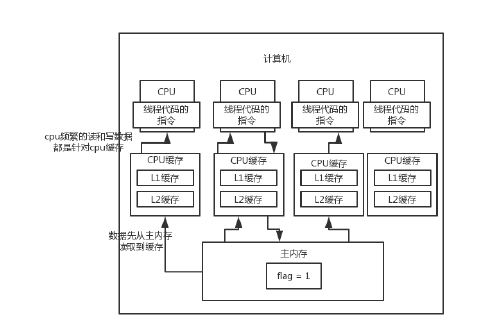 计算机
CPU
CPU
CPU
CPU
线程代码的
指令
线程代码的
指令
线程代码的
指令
线程代码的
指令
cpu频繁的读和写数据
都是针对cpu缓存
CPU缓存
L1缓存
L2缓存
CPU缓存
L1缓存
L2缓存
CPU缓存
L1缓存
L2缓存
CPU缓存
L1缓存
L2缓存
数据先从主内存
读取到缓存
主内存
flag = 1